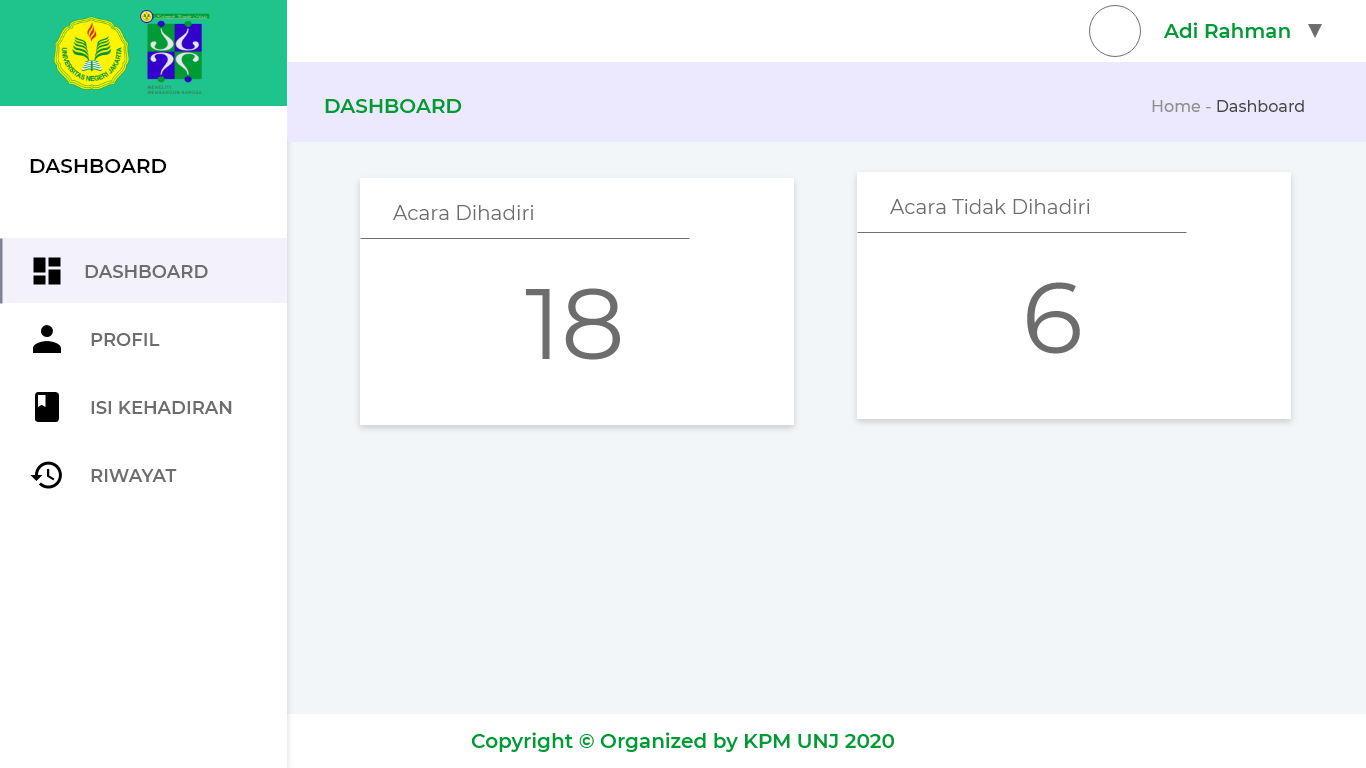 UNIVERSITAS NEGERI JAKARTA
Adi Rahman ▼
DASHBOARD
Home - Dashboard
DASHBOARD
DASHBOARD
PROFIL
ISI KEHADIRAN
RIWAYAT
Acara Dihadiri
18
Acara Tidak Dihadiri
6
Copyright © Organized by KPM UNJ 2020